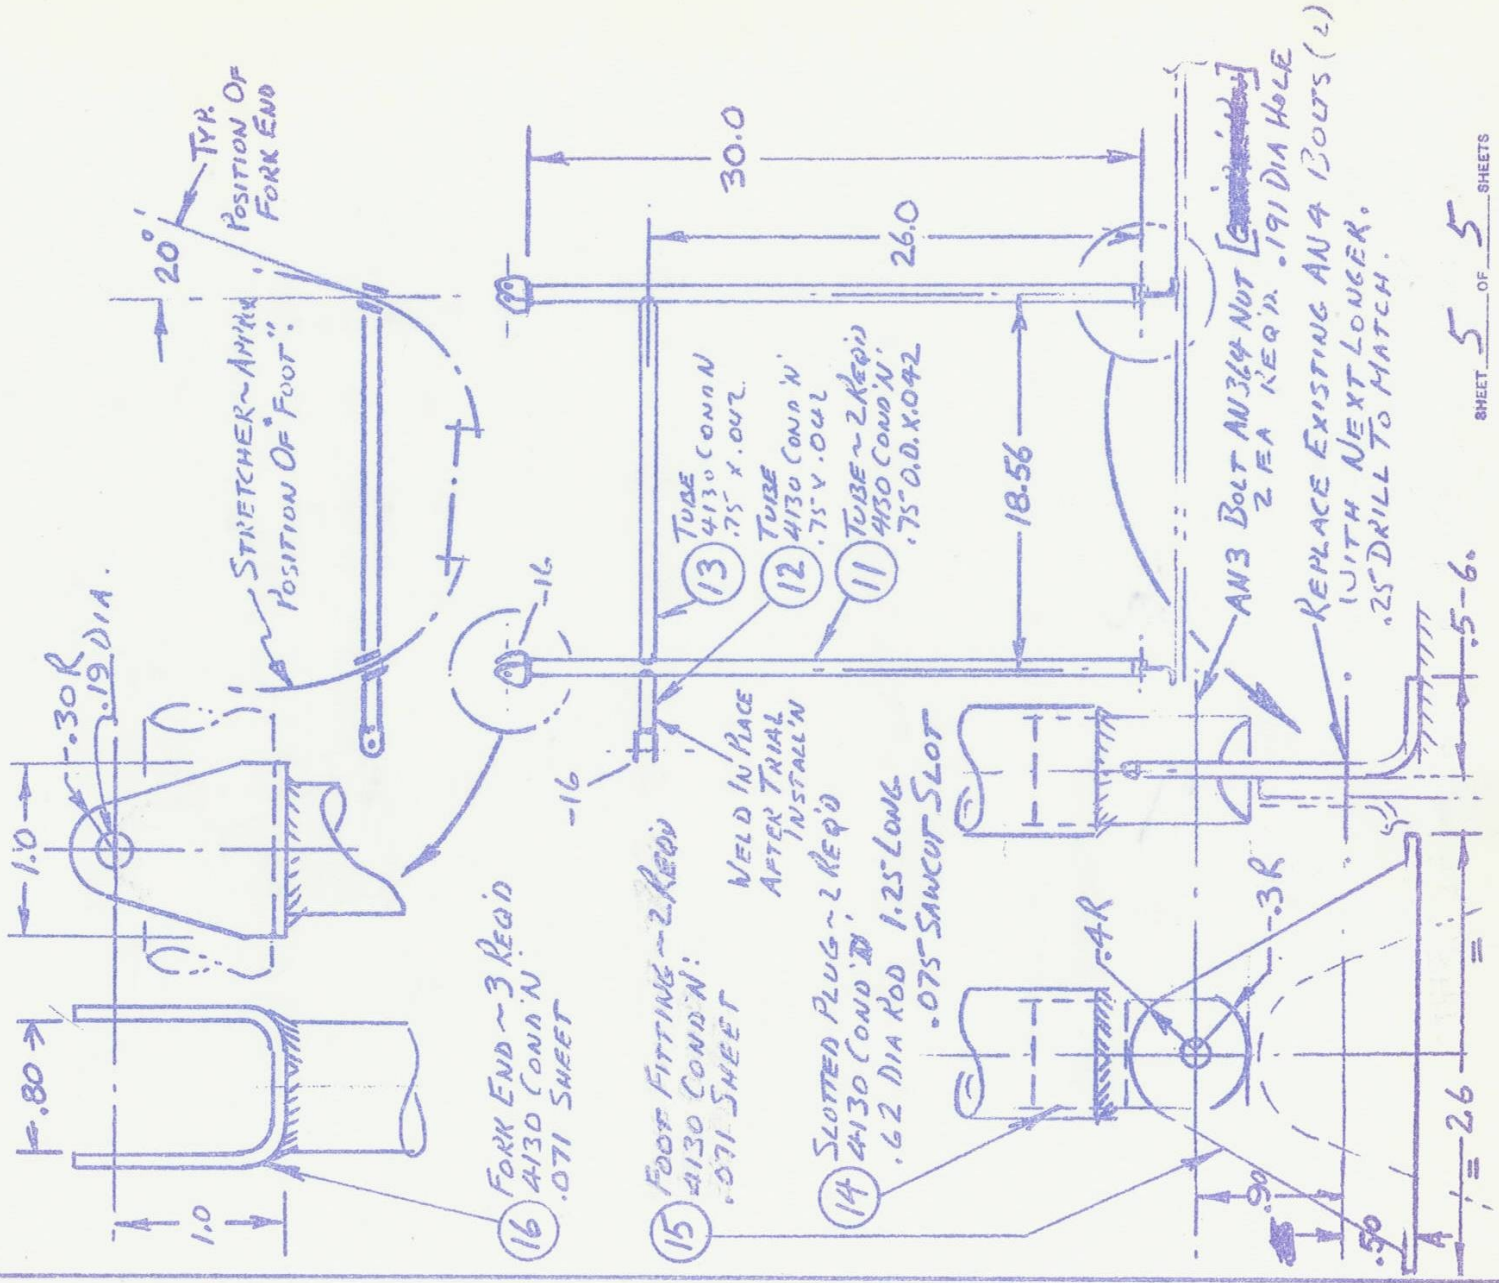 20°
TYP.
POSITION OF
FORK END
STRETCHER~
POSITION OF "FOOT".
.30R
.19 DIA.
1.0
.80
1.0
16
FORK END ~ 3 REQ'D
4130 COND'N'
.071 SHEET
-16
-16
30.0
26.0
18.56
13
TUBE
4130 COND N
.75 X .042
12
TUBE
4130 COND'N'
.75 X .042
11
TUBE ~ 2 REQ'D
4130 COND'N'.
.75 O.D. X .042
WELD IN PLACE
AFTER TRIAL
INSTALL'N
15
FOOT FITTING ~ 2 REQ'D
4130 COND'N'.
.071 SHEET
14
SLOTTED PLUG ~ 2 REQ'D
4130 COND'N'
.62 DIA ROD 1.25 LONG
.075 SAWCUT SLOT
AN3 BOLT AN364 NUT
2 EA REQ'D. .191 DIA HOLE
REPLACE EXISTING AN4 BOLTS (2)
WITH NEXT LONGER.
.25 DRILL TO MATCH.
.4R
.3R
.90
.50
A
= 2.6 =
.5-6.
SHEET 5 OF 5 SHEETS